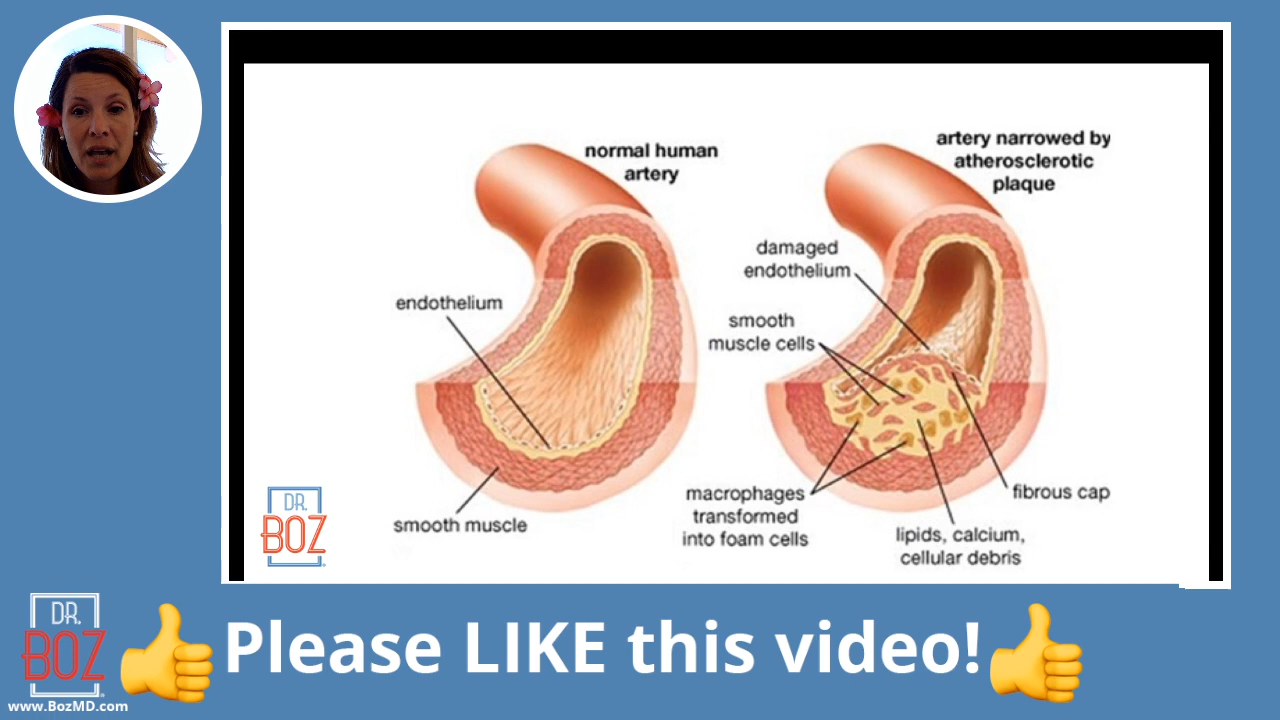 normal human
artery
artery narrowed by
atherosclerotic
plaque
damaged
endothelium
endothelium
smooth
muscle cells
macrophages
transformed
into foam cells
fibrous cap
smooth muscle
lipids, calcium,
cellular debris
DR.
BOZ
DR.
BOZ
Please LIKE this video!
www.BozMD.com